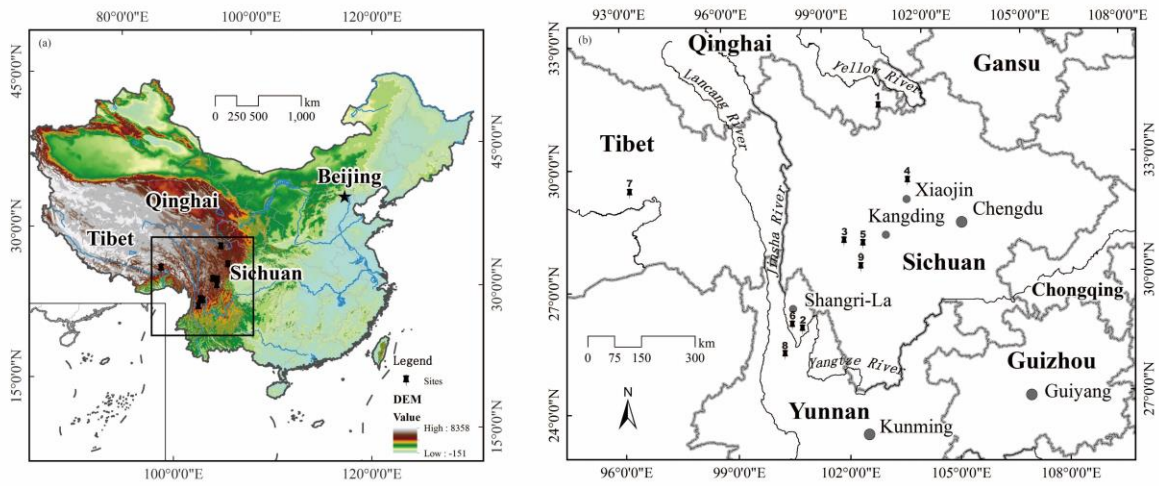 80°0'0"E 100°0'0"E 120°0'0"E
(a)
45°0'0"N
30°0'0"N
15°0'0"N
0 250 500 1,000
km
Beijing
Qinghai
Tibet
Sichuan
Legend
Sites
DEM
Value
High : 8358
Low : -151
45°0'0"N
30°0'0"N
15°0'0"N
100°0'0"E 120°0'0"E
93°0'0"E 96°0'0"E 99°0'0"E 102°0'0"E 105°0'0"E 108°0'0"E
(b)
33°0'0"N
30°0'0"N
27°0'0"N
24°0'0"N
Qinghai
Gansu
Yellow River
Lancang River
1
Tibet
7
4
Xiaojin
Kangding
Chengdu
3
5
9
Jinsha River
Sichuan
Chongqing
Shangri-La
6
2
8
0 75 150 300
km
Yangtze River
Guizhou
Guiyang
N
Yunnan
Kunming
33°0'0"N
30°0'0"N
27°0'0"N
96°0'0"E 99°0'0"E 102°0'0"E 105°0'0"E 108°0'0"E